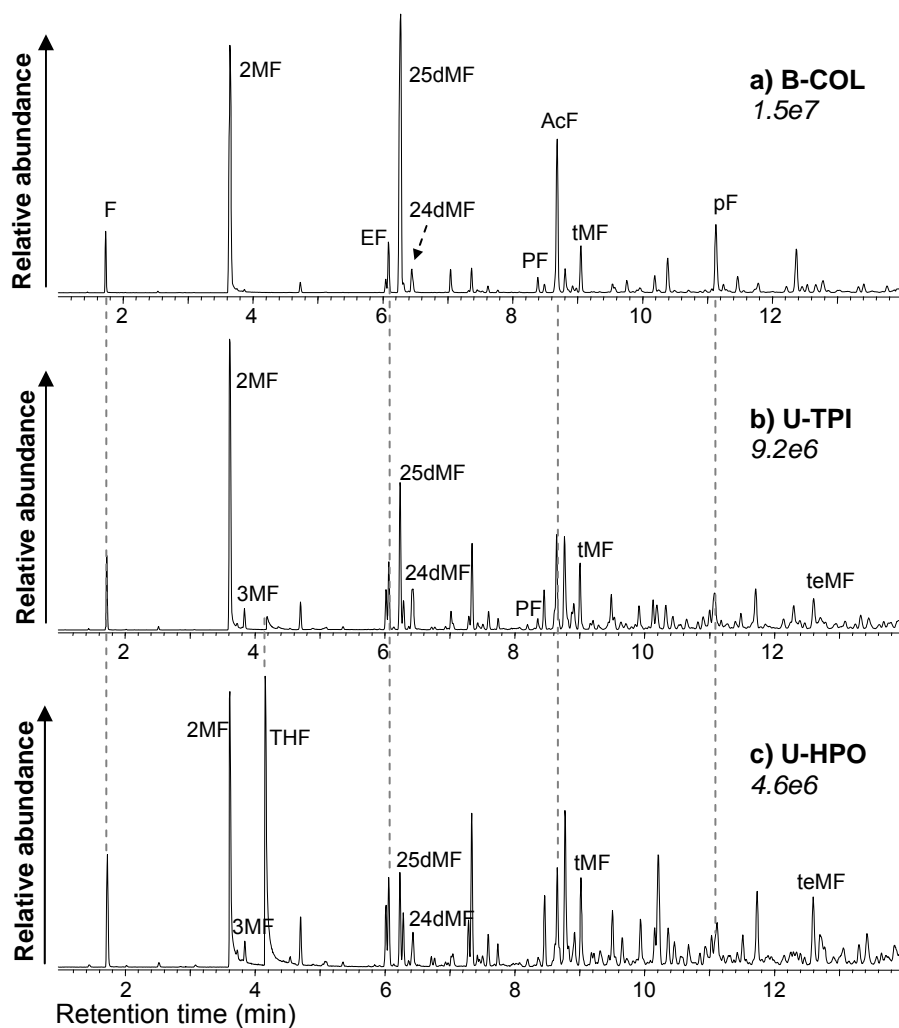 Relative abundance
a) B-COL
1.5e7
F
2MF
EF
25dMF
24dMF
PF
AcF
tMF
pF
2 4 6 8 10 12
Relative abundance
b) U-TPI
9.2e6
2MF
3MF
25dMF
24dMF
PF
tMF
teMF
2 4 6 8 10 12
Relative abundance
c) U-HPO
4.6e6
2MF
3MF
THF
25dMF
24dMF
tMF
teMF
2 4 6 8 10 12
Retention time (min)